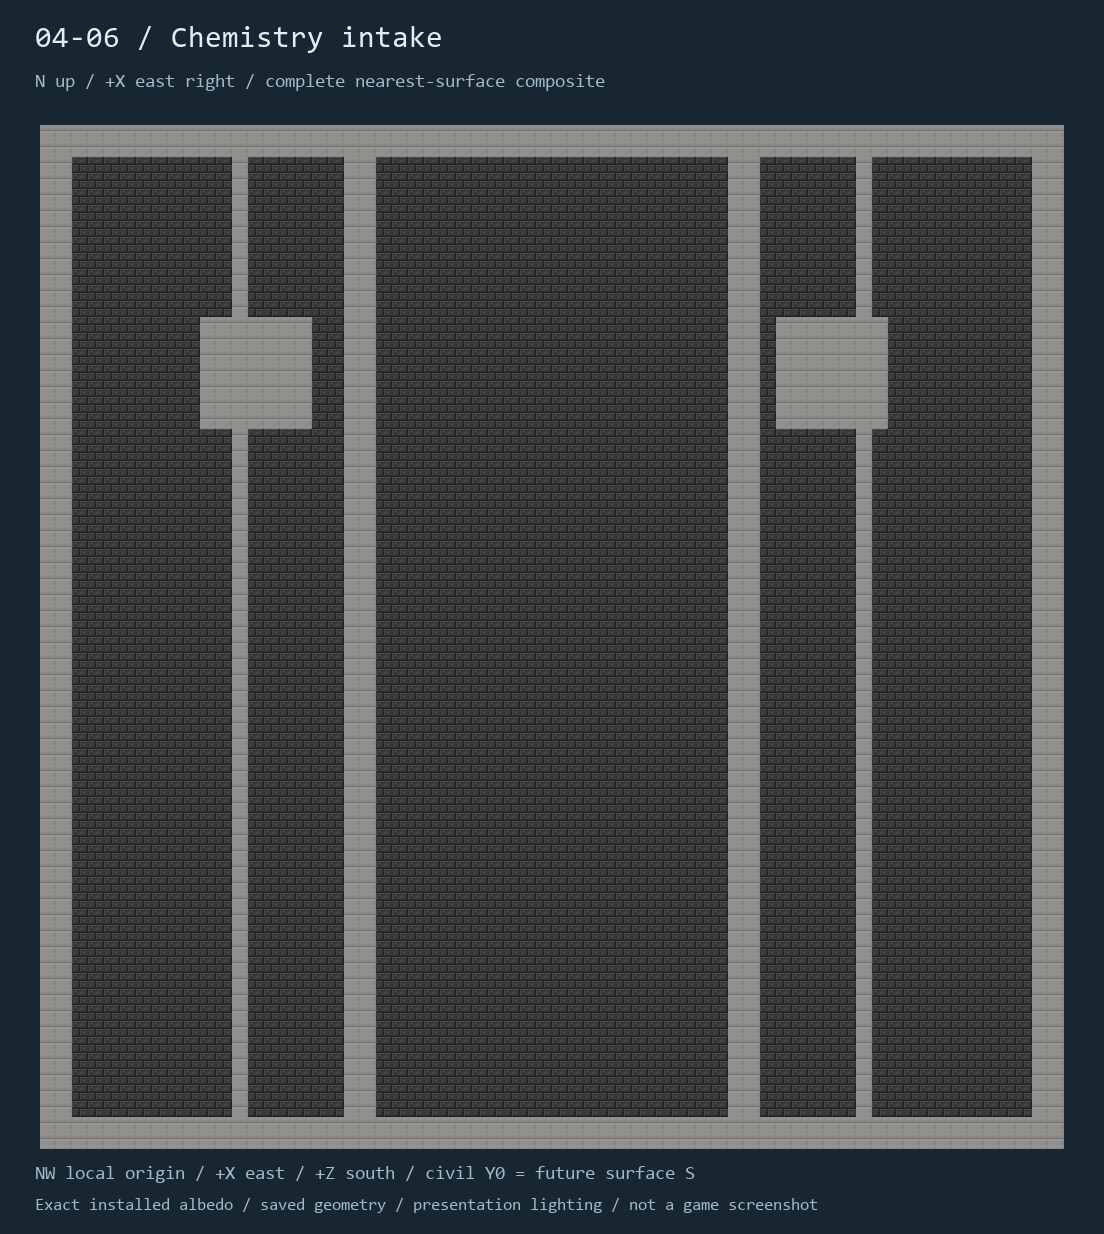 04-06 / Chemistry intake
N up / +X east right / complete nearest-surface composite
NW local origin / +X east / +Z south / civil Y0 = future surface S
Exact installed albedo / saved geometry / presentation lighting / not a game screenshot